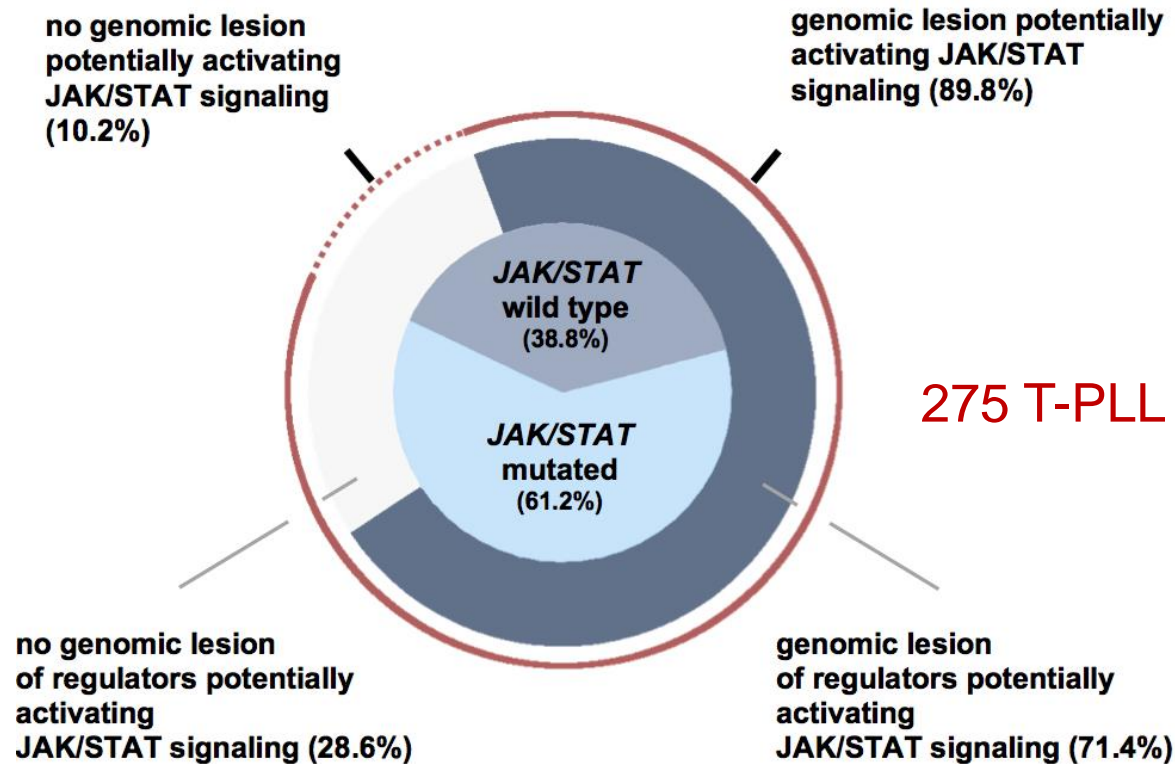 no genomic lesion
potentially activating
JAK/STAT signaling
(10.2%)
genomic lesion potentially
activating JAK/STAT
signaling (89.8%)
JAK/STAT
wild type
(38.8%)
275 T-PLL
JAK/STAT
mutated
(61.2%)
no genomic lesion
of regulators potentially
activating
JAK/STAT signaling (28.6%)
genomic lesion
of regulators potentially
activating
JAK/STAT signaling (71.4%)